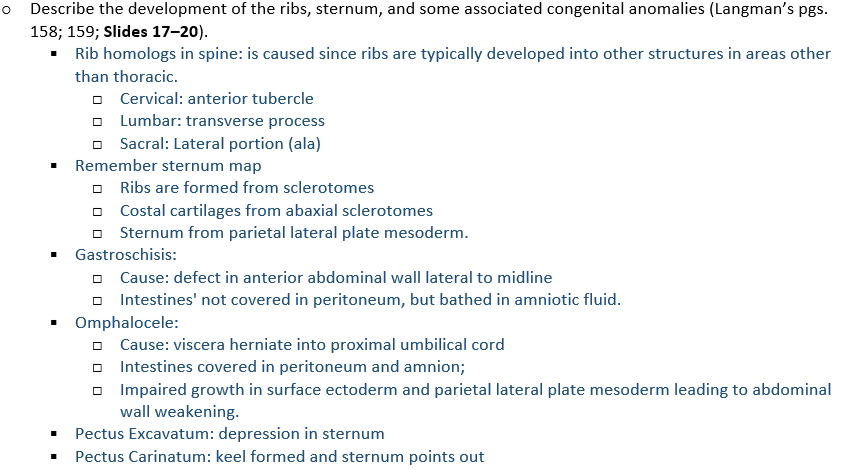 o Describe the development of the ribs, sternum, and some associated congenital anomalies (Langman's pgs.
158; 159; Slides 17–20).
▪ Rib homologs in spine: is caused since ribs are typically developed into other structures in areas other
than thoracic.
□ Cervical: anterior tubercle
□ Lumbar: transverse process
□ Sacral: Lateral portion (ala)
▪ Remember sternum map
□ Ribs are formed from sclerotomes
□ Costal cartilages from abaxial sclerotomes
□ Sternum from parietal lateral plate mesoderm.
▪ Gastroschisis:
□ Cause: defect in anterior abdominal wall lateral to midline
□ Intestines' not covered in peritoneum, but bathed in amniotic fluid.
▪ Omphalocele:
□ Cause: viscera herniate into proximal umbilical cord
□ Intestines covered in peritoneum and amnion;
□ Impaired growth in surface ectoderm and parietal lateral plate mesoderm leading to abdominal
wall weakening.
▪ Pectus Excavatum: depression in sternum
▪ Pectus Carinatum: keel formed and sternum points out